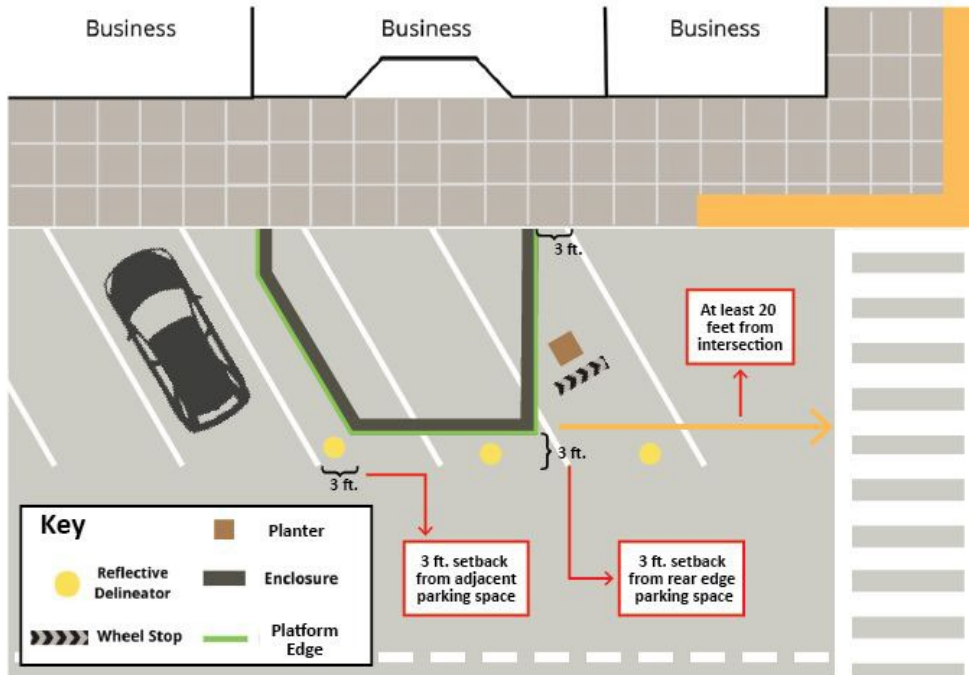 Business
Business
Business
3 ft.
At least 20
feet from
intersection
3 ft.
3 ft.
3 ft. setback
from adjacent
parking space
3 ft. setback
from rear edge
parking space
Key
Planter
Reflective
Delineator
Enclosure
Wheel Stop
Platform
Edge